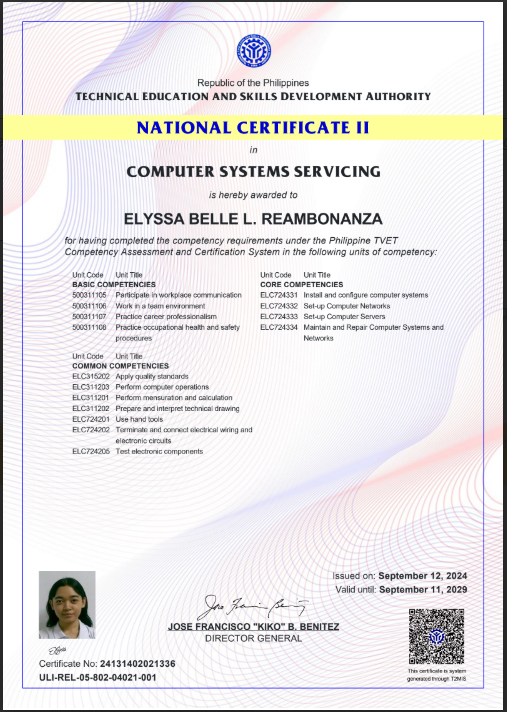 Republic of the Philippines
TECHNICAL EDUCATION AND SKILLS DEVELOPMENT AUTHORITY
NATIONAL CERTIFICATE II
in
COMPUTER SYSTEMS SERVICING
is hereby awarded to
ELYSSA BELLE L. REAMBONANZA
for having completed the competency requirements under the Philippine TVET
Competency Assessment and Certification System in the following units of competency:
Unit Code Unit Title
BASIC COMPETENCIES
500311105 Participate in workplace communication
500311106 Work in a team environment
500311107 Practice career professionalism
500311108 Practice occupational health and safety
procedures
Unit Code Unit Title
COMMON COMPETENCIES
ELC315202 Apply quality standards
ELC311203 Perform computer operations
ELC311201 Perform mensuration and calculation
ELC311202 Prepare and interpret technical drawing
ELC724201 Use hand tools
ELC724202 Terminate and connect electrical wiring and
electronic circuits
ELC724205 Test electronic components
Unit Code Unit Title
CORE COMPETENCIES
ELC724331 Install and configure computer systems
ELC724332 Set-up Computer Networks
ELC724333 Set-up Computer Servers
ELC724334 Maintain and Repair Computer Systems and
Networks
Issued on: September 12, 2024
Valid until: September 11, 2029
JOSE FRANCISCO "KIKO" B. BENITEZ
DIRECTOR GENERAL
Certificate No: 24131402021336
ULI-REL-05-802-04021-001
This certificate is system
generated through T2MIS